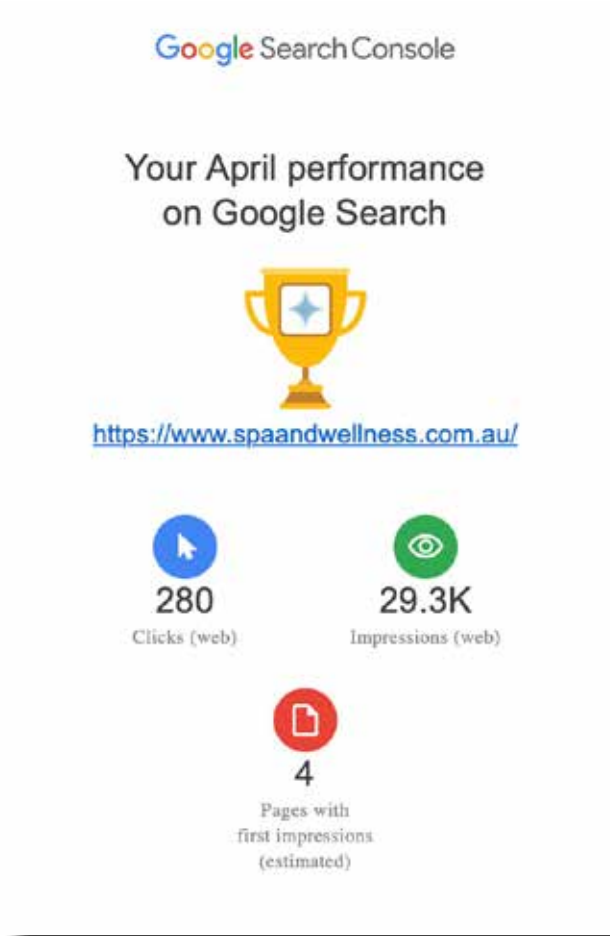 Google Search Console
Your April performance
on Google Search
https://www.spaandwellness.com.au/
280
Clicks (web)
29.3K
Impressions (web)
4
Pages with
first impressions
(estimated)